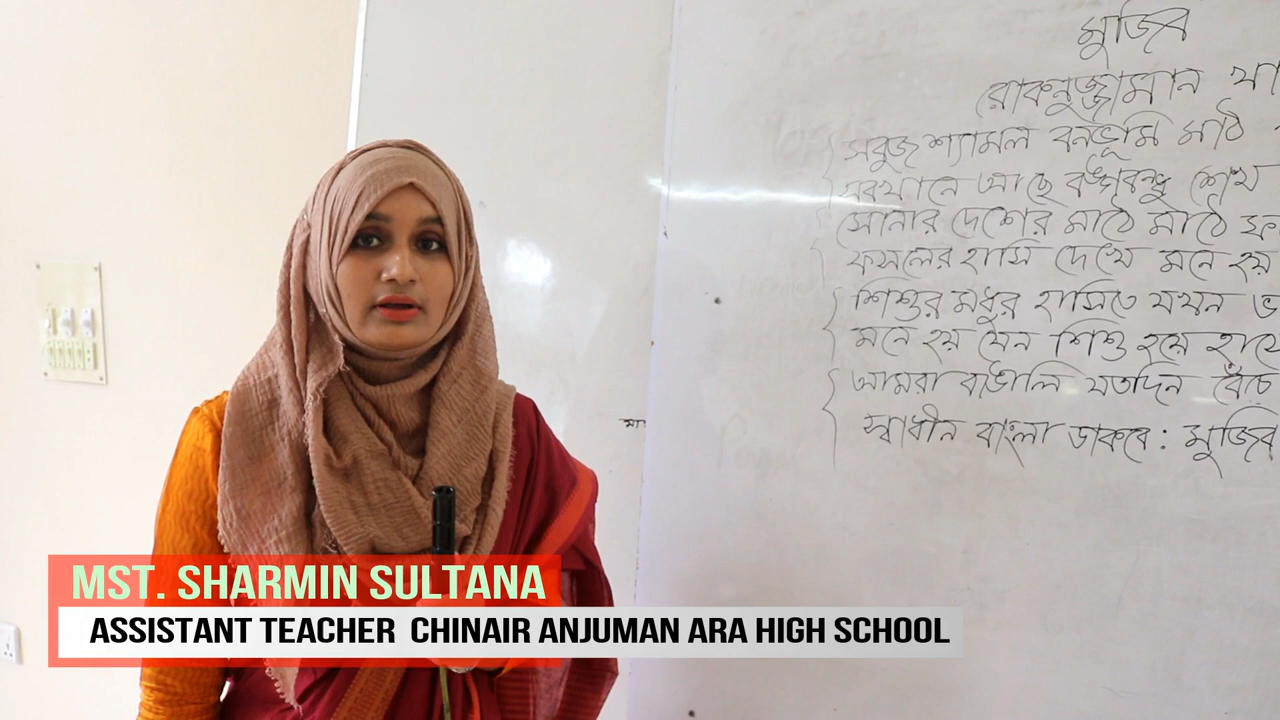 মুজিব
রোকনুজ্জামান খা
সবুজ শ্যামল বনভূমি মাঠ
সবখানে আছে বঙ্গবন্ধু শেখ
সোনার দেশের মাঠে মাঠে ফ
ফসলের হাসি দেখে মনে হয়
শিশুর মধুর হাসিতে যখন ভ
মনে হয় যেন শিশু হয়ে হাসে
আমরা বাঙালি যতদিন বেঁচে
স্বাধীন বাংলা ডাকবে : মুজিব
MST. SHARMIN SULTANA
ASSISTANT TEACHER CHINAIR ANJUMAN ARA HIGH SCHOOL